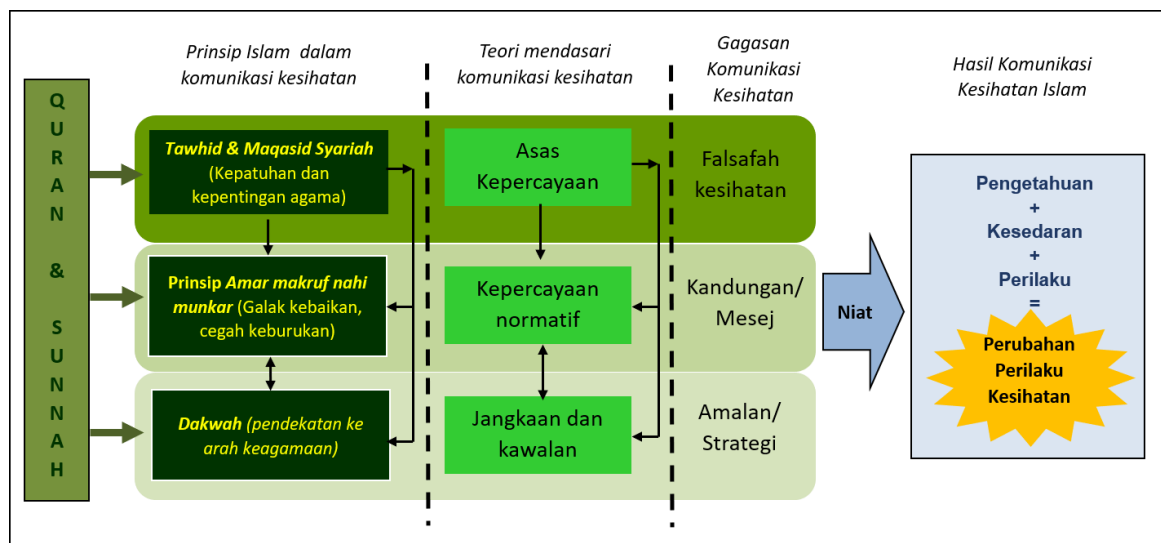 Prinsip Islam dalam
komunikasi kesihatan
Teori mendasari
komunikasi kesihatan
Gagasan
Komunikasi
Kesihatan
Hasil Komunikasi
Kesihatan Islam
QURAN & SUNNAH
Tawhid & Maqasid Syariah
(Kepatuhan dan
kepentingan agama)
Asas
Kepercayaan
Falsafah
kesihatan
Prinsip Amar makruf nahi
munkar (Galak kebaikan,
cegah keburukan)
Kepercayaan
normatif
Kandungan/
Mesej
Dakwah (pendekatan ke
arah keagamaan)
Jangkaan dan
kawalan
Amalan/
Strategi
Niat
Pengetahuan
+
Kesedaran
+
Perilaku
=
Perubahan
Perilaku
Kesihatan